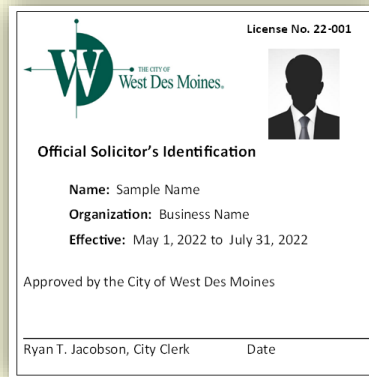 License No. 22-001
W
THE CITY OF
West Des Moines®
Official Solicitor's Identification
Name: Sample Name
Organization: Business Name
Effective: May 1, 2022 to July 31, 2022
Approved by the City of West Des Moines
Ryan T. Jacobson, City Clerk Date